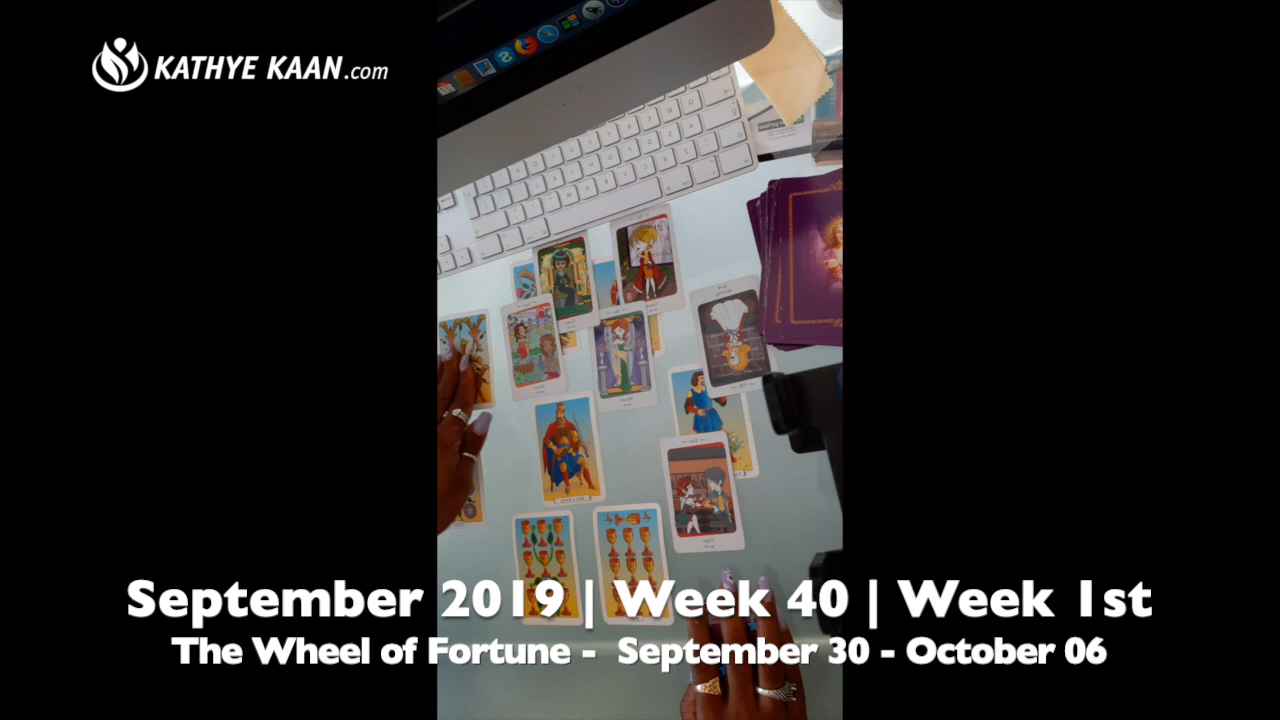 KATHYE KAAN.com
September 2019 | Week 40 | Week 1st
The Wheel of Fortune - September 30 - October 06